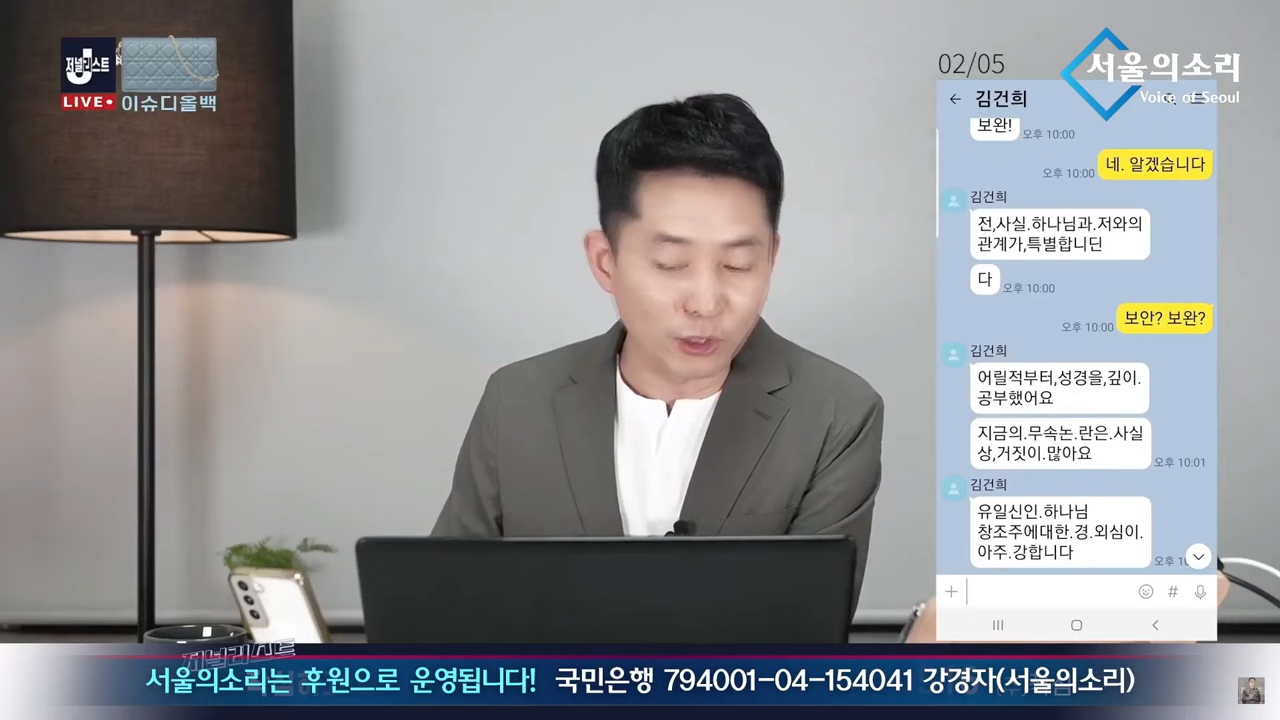 저널리스트
LIVE
이슈디올백
02/05
서울의소리
Voice of Seoul
김건희
보완!
오후 10:00
네. 알겠습니다
오후 10:00
김건희
전,사실.하나님과.저와의
관계가,특별합니딘
다
오후 10:00
보안? 보완?
오후 10:00
김건희
어릴적부터,성경을,깊이.
공부했어요
지금의.무속논.란은.사실
상,거짓이.많아요
오후 10:01
김건희
유일신인.하나님
창조주에대한.경.외심이.
아주.강합니다
오후 10
#
저널리스트
서울의소리는 후원으로 운영됩니다! 국민은행 794001-04-154041 강경자(서울의소리)